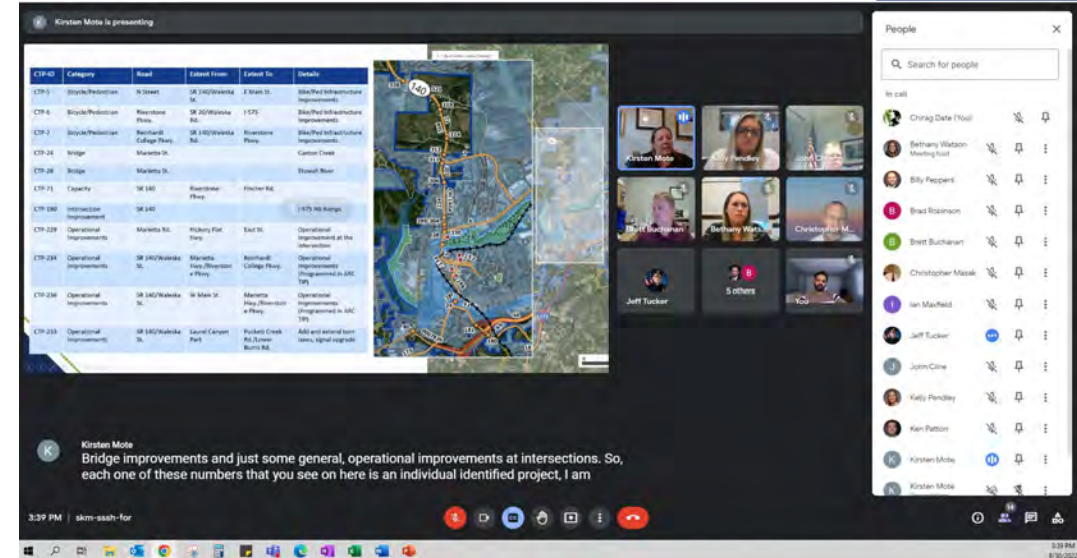 K Kirsten Mote is presenting
CTP-ID Category Road Extent From Extent To Details
CTP-5 Bicycle/Pedestrian N Street SR 140/Waleska St. E Main St. Bike/Ped Infrastructure Improvements
CTP-6 Bicycle/Pedestrian Riverstone Pkwy. SR 20/Waleska Rd. I-575 Bike/Ped Infrastructure Improvements
CTP-7 Bicycle/Pedestrian Reinhardt College Pkwy. SR 140/Waleska Rd. Riverstone Pkwy. Bike/Ped Infrastructure Improvements
Bridge Marietta St. Canton Creek
Bridge Marietta St. Etowah River
CTP-71 Capacity SR 140 Riverstone Pkwy. Fincher Rd.
Intersection Improvement SR 140 I-575 NB Ramps
CTP-229 Operational Improvements Marietta Rd. Hickory Flat Hwy. East St. Operational Improvement at the intersection
CTP-234 Operational Improvements SR 140/Waleska St. Marietta Hwy./Riverstone Pkwy. Reinhardt College Pkwy. Operational Improvements (Programmed in ARC TIP)
CTP-236 Operational Improvements SR 140/Waleska St. W Main St. Marietta Hwy./Riverstone Pkwy. Operational Improvements (Programmed in ARC TIP)
Operational Improvements SR 140/Waleska St. Laurel Canyon Puckett Creek Rd./Lower Burris Rd. Add and extend turn lanes, signal upgrade
140
Kirsten Mote
Kelly Pendley
Brett Buchanan
Bethany Wats...
Christopher M...
Jeff Tucker
B
5 others
You
People
Search for people
In call
Chirag Date (You)
Bethany Watson
Meeting host
Billy Peppers
B Brad Robinson
B Brett Buchanan
Christopher Masak
I Ian Maxfield
Jeff Tucker
J John Cline
Kelly Pendley
Ken Patton
K Kirsten Mote
K Kirsten Mote
K Kirsten Mote
Bridge improvements and just some general, operational improvements at intersections. So,
each one of these numbers that you see on here is an individual identified project, I am
3:39 PM | skm-sssh-for
14
3:39 PM